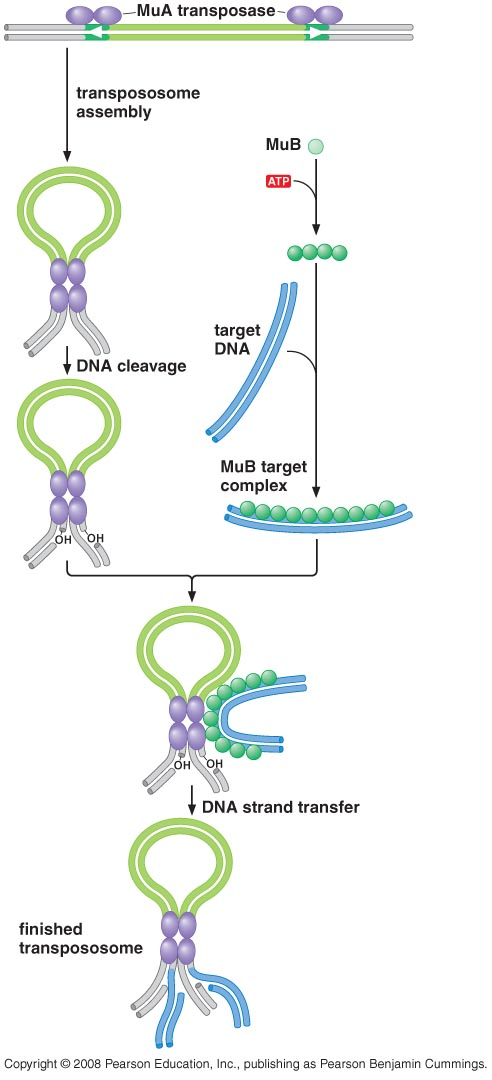 MuA transposase
transpososome
assembly
MuB
ATP
target
DNA
DNA cleavage
MuB target
complex
OH OH
OH OH
DNA strand transfer
finished
transpososome
Copyright © 2008 Pearson Education, Inc., publishing as Pearson Benjamin Cummings.